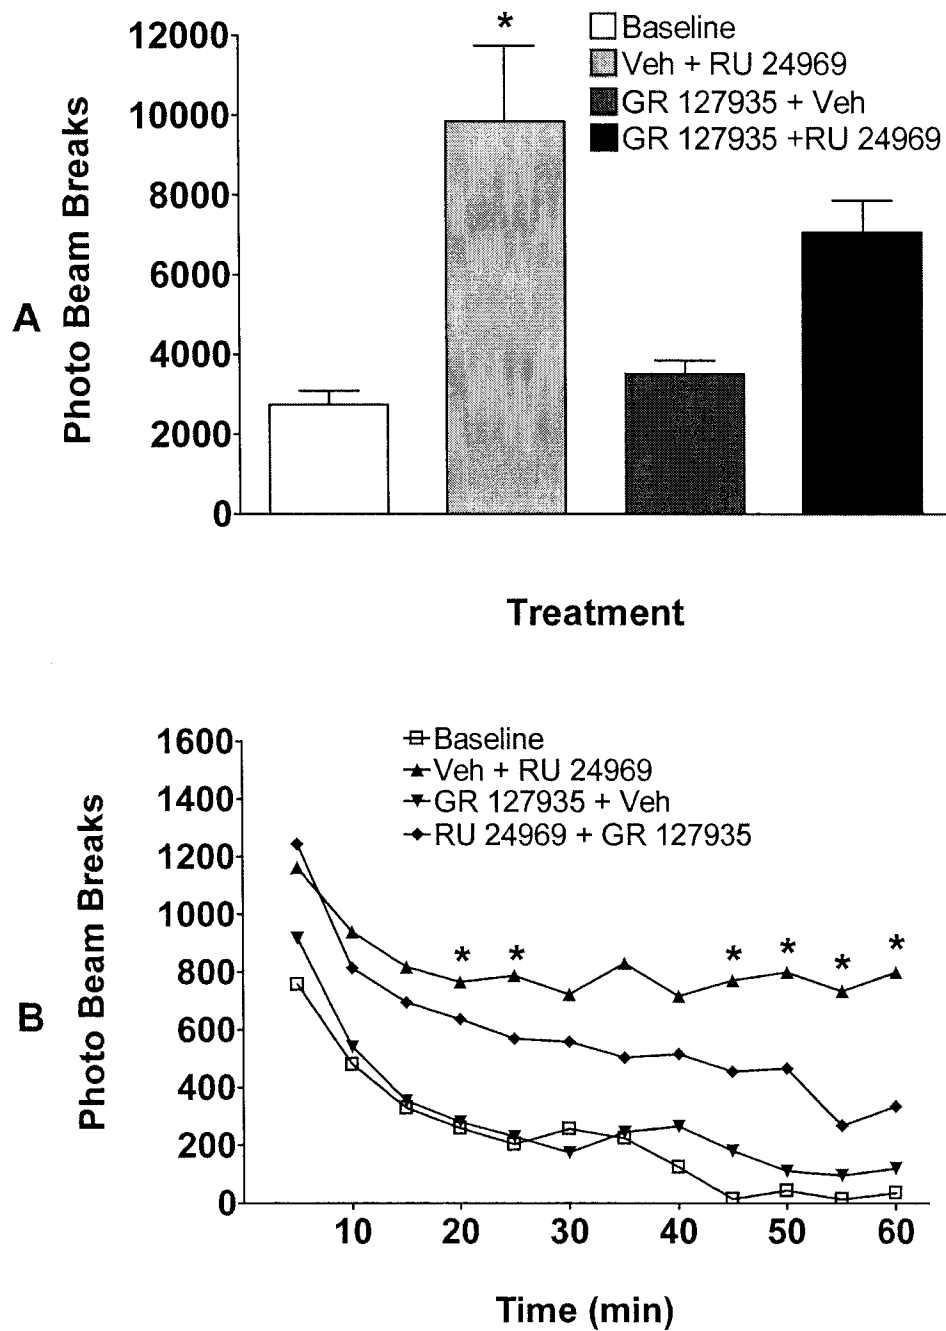 A
Photo Beam Breaks
12000
10000
8000
6000
4000
2000
0
*
Baseline
Veh + RU 24969
GR 127935 + Veh
GR 127935 +RU 24969
Treatment
B
Photo Beam Breaks
1600
1400
1200
1000
800
600
400
200
0
Baseline
Veh + RU 24969
GR 127935 + Veh
RU 24969 + GR 127935
* * * * * *
10 20 30 40 50 60
Time (min)